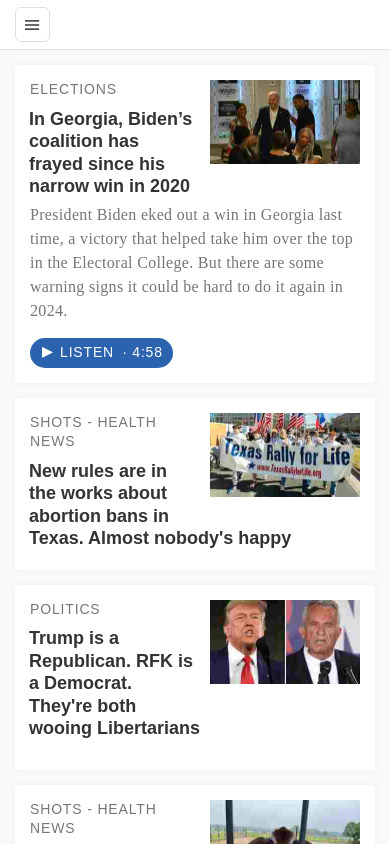 ELECTIONS
In Georgia, Biden’s
coalition has
frayed since his
narrow win in 2020
President Biden eked out a win in Georgia last
time, a victory that helped take him over the top
in the Electoral College. But there are some
warning signs it could be hard to do it again in
2024.
LISTEN · 4:58
SHOTS - HEALTH
NEWS
New rules are in
the works about
abortion bans in
Texas. Almost nobody's happy
Texas Rally for Life
www.TexasRallyforLife.org
POLITICS
Trump is a
Republican. RFK is
a Democrat.
They're both
wooing Libertarians
SHOTS - HEALTH
NEWS